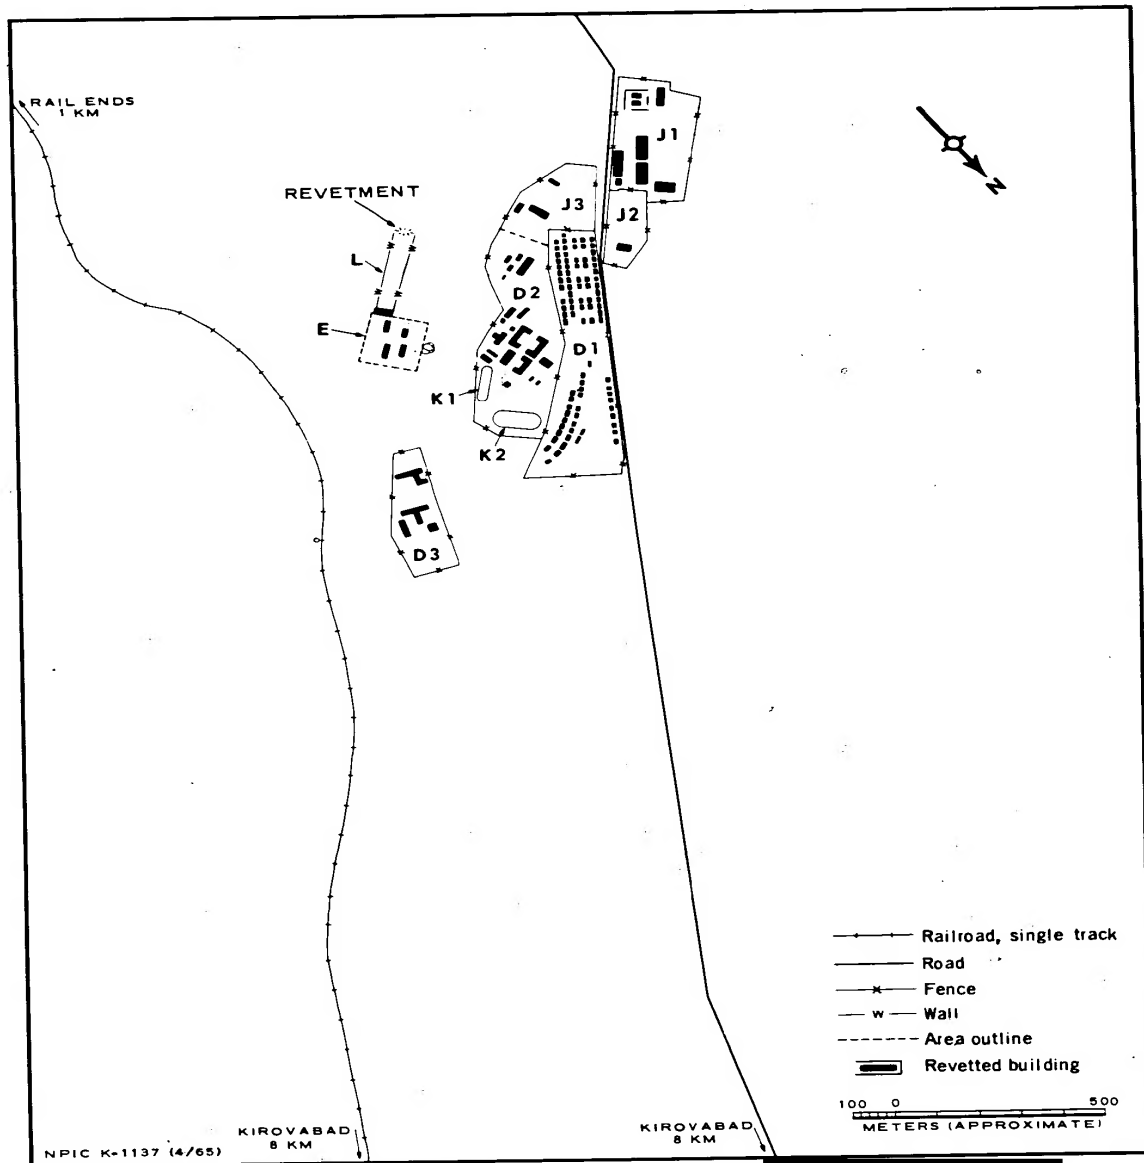 RAIL ENDS
1 KM
J1
N
REVETMENT
J3
J2
L
D2
E
D1
K1
K2
D3
Railroad, single track
Road
Fence
W Wall
Area outline
Revetted building
100 0 500
METERS (APPROXIMATE)
KIROVABAD
8 KM
KIROVABAD
8 KM
NPIC K-1137 (4/65)